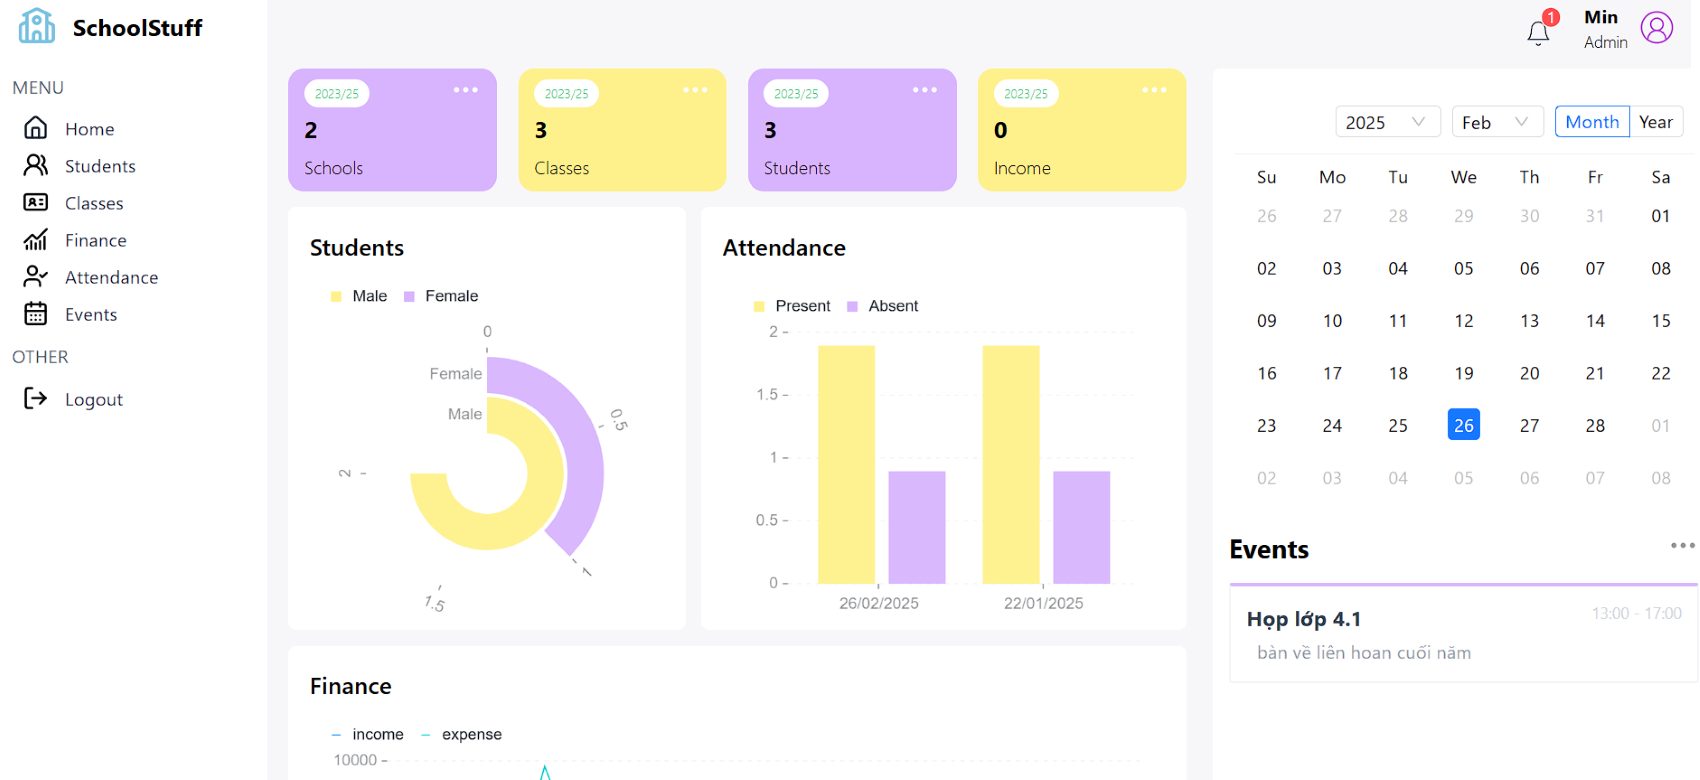 SchoolStuff
MENU
Home
Students
Classes
Finance
Attendance
Events
OTHER
Logout
1
Min
Admin
2023/25
2
Schools
2023/25
3
Classes
2023/25
3
Students
2023/25
0
Income
Students
Male Female
0
Female
Male
0.5
2
1
1.5
Attendance
Present Absent
2
1.5
1
0.5
0
26/02/2025 22/01/2025
Finance
income expense
10000
2025 Feb Month Year
Su Mo Tu We Th Fr Sa
26 27 28 29 30 31 01
02 03 04 05 06 07 08
09 10 11 12 13 14 15
16 17 18 19 20 21 22
23 24 25 26 27 28 01
02 03 04 05 06 07 08
Events
Họp lớp 4.1 13:00 - 17:00
bàn về liên hoan cuối năm